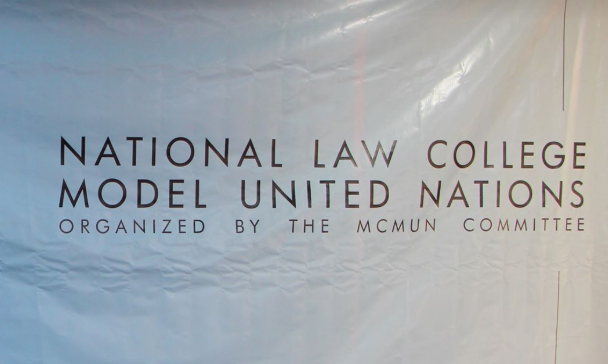 NATIONAL LAW COLLEGE
MODEL UNITED NATIONS
ORGANIZED BY THE MCMUN COMMITTEE